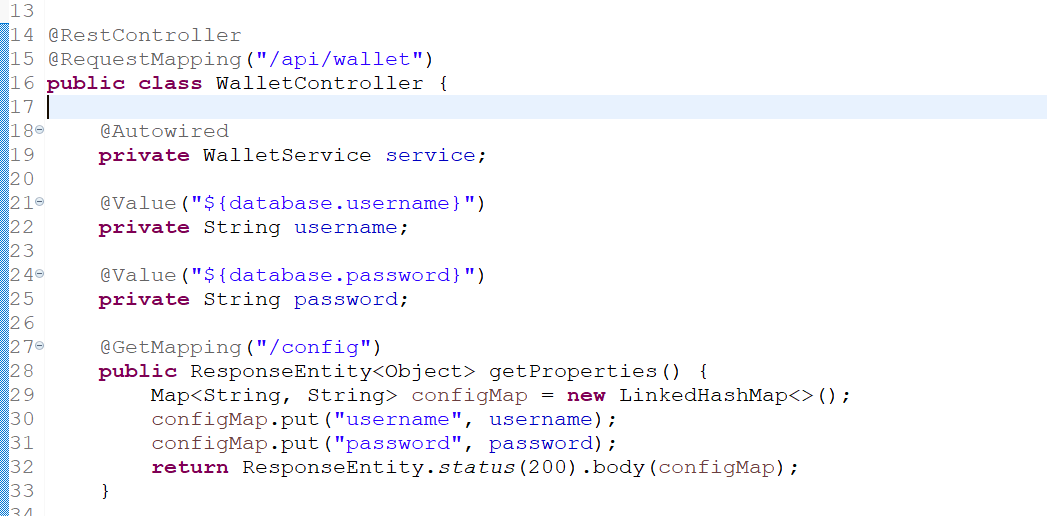 13
14 @RestController
15 @RequestMapping("/api/wallet")
16 public class WalletController {
17
18 @Autowired
19 private WalletService service;
20
21 @Value("${database.username}")
22 private String username;
23
24 @Value("${database.password}")
25 private String password;
26
27 @GetMapping("/config")
28 public ResponseEntity<Object> getProperties() {
29 Map<String, String> configMap = new LinkedHashMap<>();
30 configMap.put("username", username);
31 configMap.put("password", password);
32 return ResponseEntity.status(200).body(configMap);
33 }
34